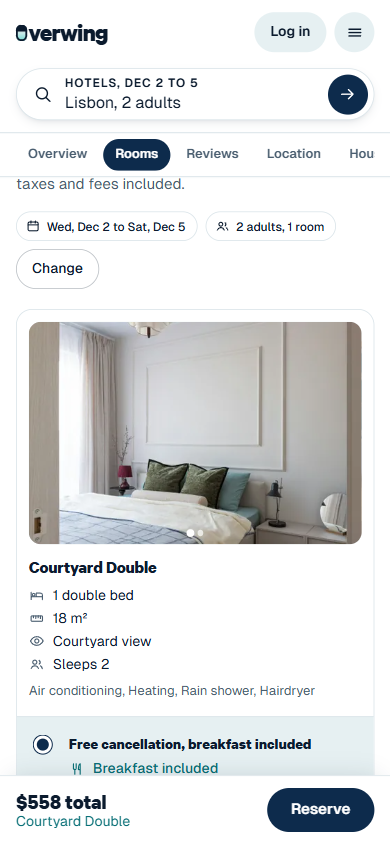 Overwing
Log in
HOTELS, DEC 2 TO 5
Lisbon, 2 adults
Overview
Rooms
Reviews
Location
Hou
taxes and fees included.
Wed, Dec 2 to Sat, Dec 5
2 adults, 1 room
Change
Courtyard Double
1 double bed
18 m²
Courtyard view
Sleeps 2
Air conditioning, Heating, Rain shower, Hairdryer
Free cancellation, breakfast included
Breakfast included
$558 total
Courtyard Double
Reserve